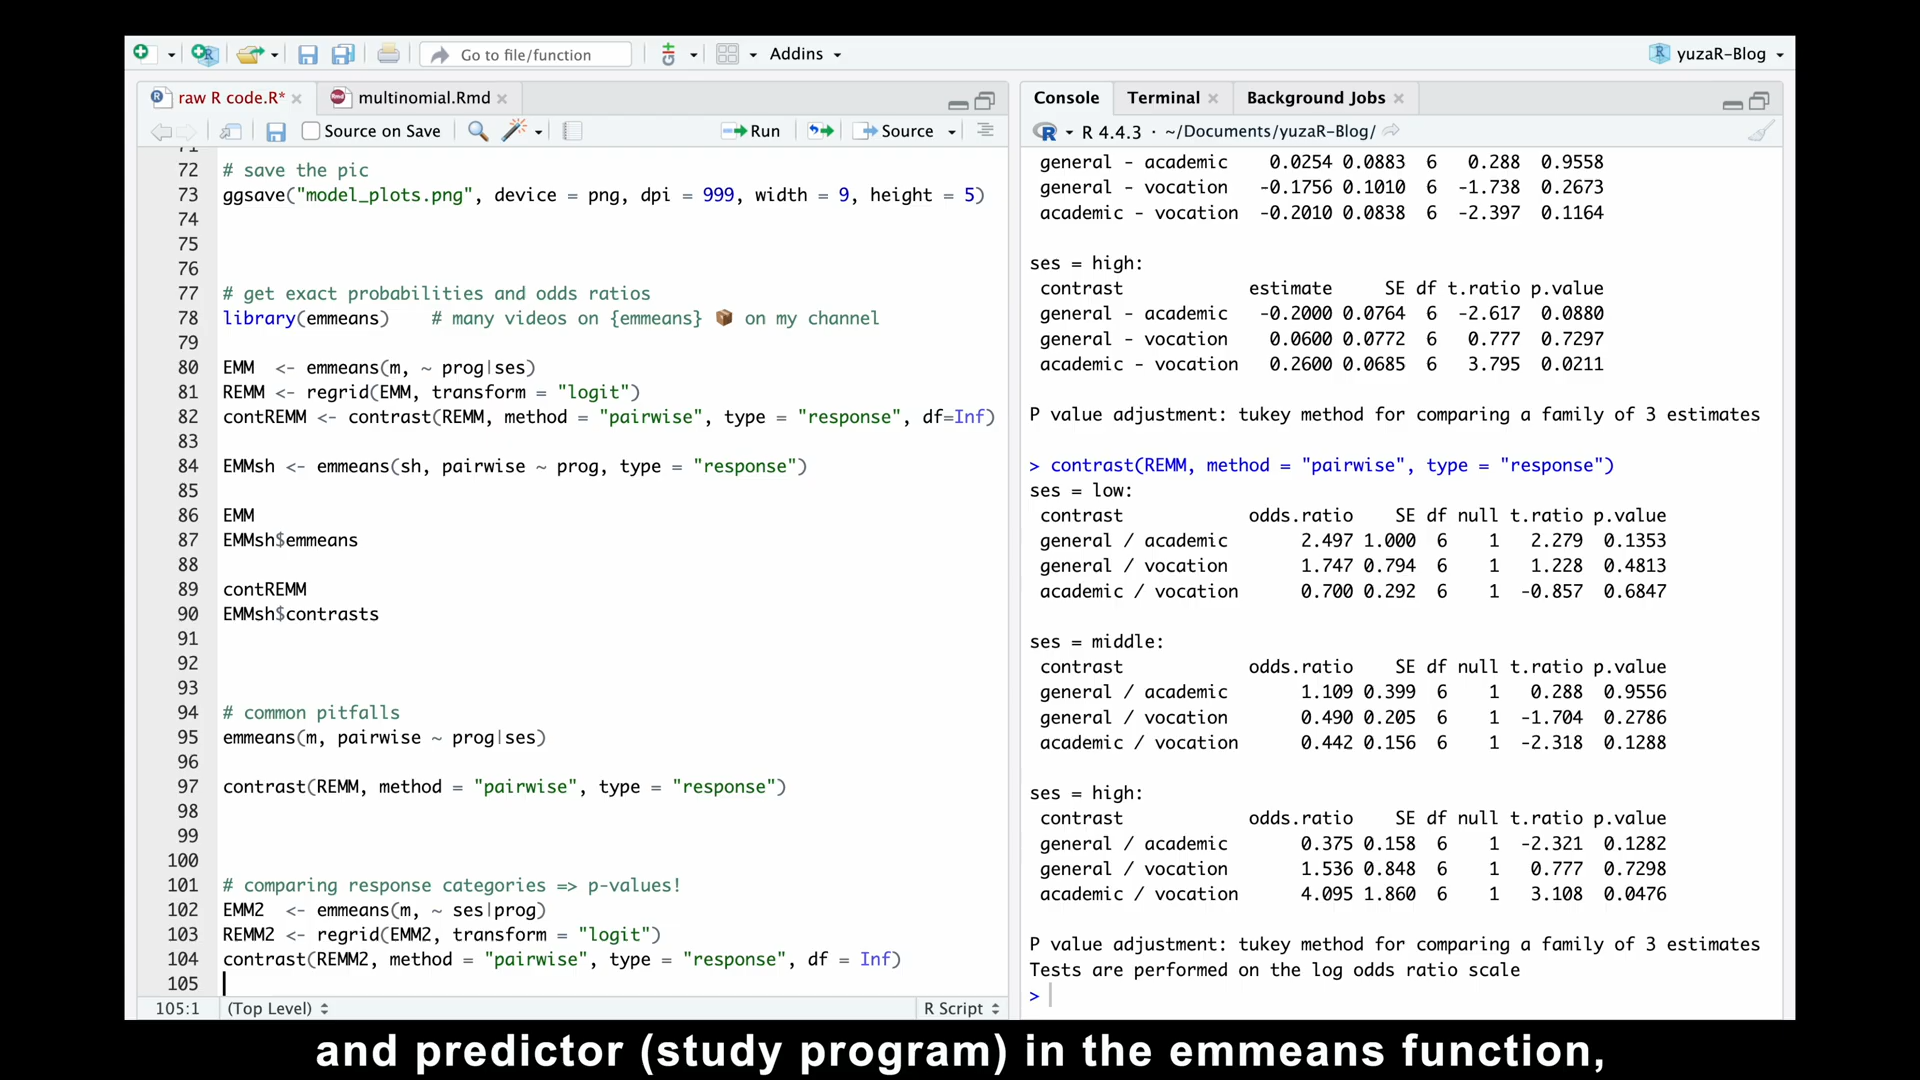 Go to file/function
Addins
yuzaR-Blog
raw R code.R*
multinomial.Rmd
Source on Save
Run
Source
72 # save the pic
73 ggsave("model_plots.png", device = png, dpi = 999, width = 9, height = 5)
74
75
76
77 # get exact probabilities and odds ratios
78 library(emmeans)    # many videos on {emmeans} 📦 on my channel
79
80 EMM  <- emmeans(m, ~ prog|ses)
81 REMM <- regrid(EMM, transform = "logit")
82 contREMM <- contrast(REMM, method = "pairwise", type = "response", df=Inf)
83
84 EMMsh <- emmeans(sh, pairwise ~ prog, type = "response")
85
86 EMM
87 EMMsh$emmeans
88
89 contREMM
90 EMMsh$contrasts
91
92
93
94 # common pitfalls
95 emmeans(m, pairwise ~ prog|ses)
96
97 contrast(REMM, method = "pairwise", type = "response")
98
99
100
101 # comparing response categories => p-values!
102 EMM2  <- emmeans(m, ~ ses|prog)
103 REMM2 <- regrid(EMM2, transform = "logit")
104 contrast(REMM2, method = "pairwise", type = "response", df = Inf)
105
105:1 (Top Level) R Script
Console Terminal Background Jobs
R 4.4.3 · ~/Documents/yuzaR-Blog/
general - academic 0.0254 0.0883 6 0.288 0.9558
general - vocation -0.1756 0.1010 6 -1.738 0.2673
academic - vocation -0.2010 0.0838 6 -2.397 0.1164
ses = high:
contrast estimate SE df t.ratio p.value
general - academic -0.2000 0.0764 6 -2.617 0.0880
general - vocation 0.0600 0.0772 6 0.777 0.7297
academic - vocation 0.2600 0.0685 6 3.795 0.0211
P value adjustment: tukey method for comparing a family of 3 estimates
> contrast(REMM, method = "pairwise", type = "response")
ses = low:
contrast odds.ratio SE df null t.ratio p.value
general / academic 2.497 1.000 6 1 2.279 0.1353
general / vocation 1.747 0.794 6 1 1.228 0.4813
academic / vocation 0.700 0.292 6 1 -0.857 0.6847
ses = middle:
contrast odds.ratio SE df null t.ratio p.value
general / academic 1.109 0.399 6 1 0.288 0.9556
general / vocation 0.490 0.205 6 1 -1.704 0.2786
academic / vocation 0.442 0.156 6 1 -2.318 0.1288
ses = high:
contrast odds.ratio SE df null t.ratio p.value
general / academic 0.375 0.158 6 1 -2.321 0.1282
general / vocation 1.536 0.848 6 1 0.777 0.7298
academic / vocation 4.095 1.860 6 1 3.108 0.0476
P value adjustment: tukey method for comparing a family of 3 estimates
Tests are performed on the log odds ratio scale
>
and predictor (study program) in the emmeans function,